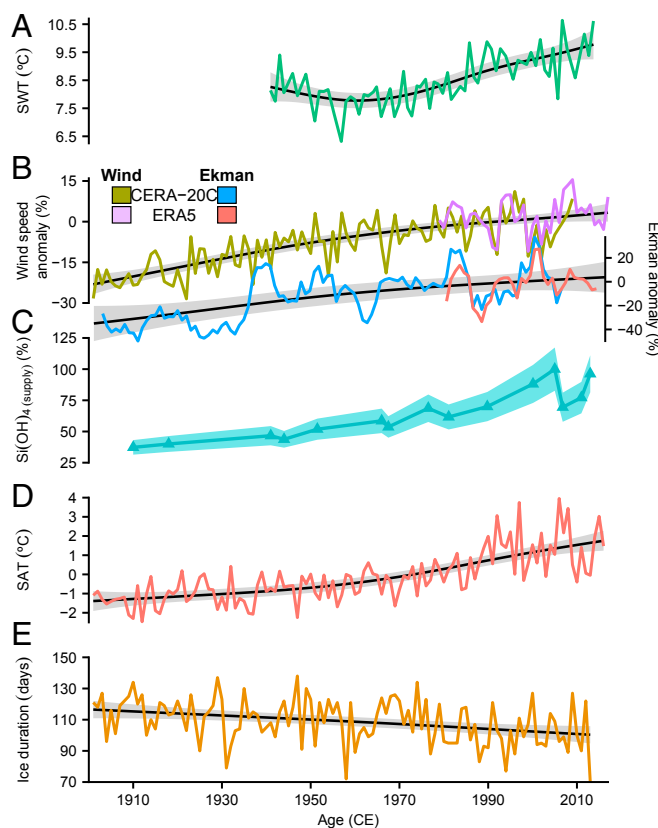 A
SWT (ºC)
10.5
9.5
8.5
7.5
6.5
B
Wind Ekman
CERA−20C
ERA5
Wind speed
anomaly (%)
15
0
−15
−30
Ekman anomaly (%)
20
0
−20
−40
C
Si(OH)4 (supply) (%)
125
100
75
50
25
D
SAT (ºC)
4
3
2
1
0
−1
−2
E
Ice duration (days)
150
130
110
90
70
1910 1930 1950 1970 1990 2010
Age (CE)